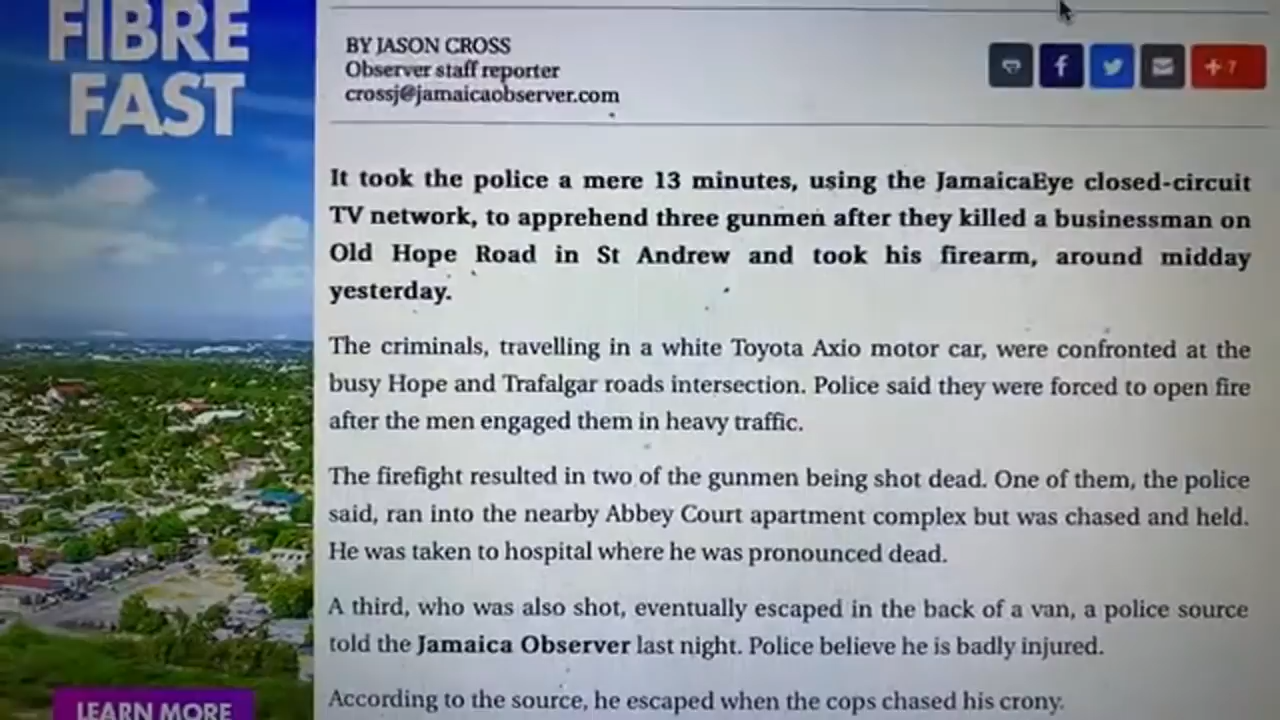 FIBRE
FAST
BY JASON CROSS
Observer staff reporter
crossj@jamaicaobserver.com
+ 7
It took the police a mere 13 minutes, using the JamaicaEye closed-circuit
TV network, to apprehend three gunmen after they killed a businessman on
Old Hope Road in St Andrew and took his firearm, around midday
yesterday.
The criminals, travelling in a white Toyota Axio motor car, were confronted at the
busy Hope and Trafalgar roads intersection. Police said they were forced to open fire
after the men engaged them in heavy traffic.
The firefight resulted in two of the gunmen being shot dead. One of them, the police
said, ran into the nearby Abbey Court apartment complex but was chased and held.
He was taken to hospital where he was pronounced dead.
A third, who was also shot, eventually escaped in the back of a van, a police source
told the Jamaica Observer last night. Police believe he is badly injured.
According to the source, he escaped when the cops chased his crony.
LEARN MORE